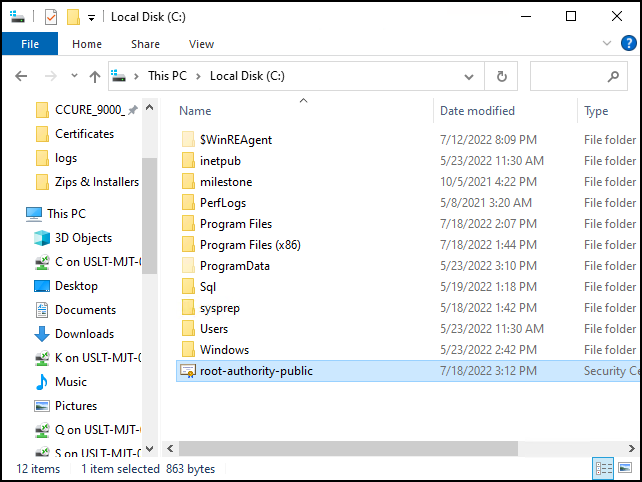 Local Disk (C:)
File Home Share View
This PC > Local Disk (C:)
Name Date modified Type
CCURE_9000_
Certificates
logs
Zips & Installers
This PC
3D Objects
C on USLT-MJT-0
Desktop
Documents
Downloads
K on USLT-MJT-0
Music
Pictures
Q on USLT-MJT-0
S on USLT-MJT-0
$WinREAgent 7/12/2022 8:09 PM File folder
inetpub 5/23/2022 11:30 AM File folder
milestone 10/5/2021 4:22 PM File folder
PerfLogs 5/8/2021 3:20 AM File folder
Program Files 7/18/2022 2:07 PM File folder
Program Files (x86) 7/18/2022 1:44 PM File folder
ProgramData 5/23/2022 3:10 PM File folder
Sql 5/19/2022 1:18 PM File folder
sysprep 5/18/2022 1:42 PM File folder
Users 5/23/2022 11:30 AM File folder
Windows 5/23/2022 2:42 PM File folder
root-authority-public 7/18/2022 3:12 PM Security Ce
12 items 1 item selected 863 bytes